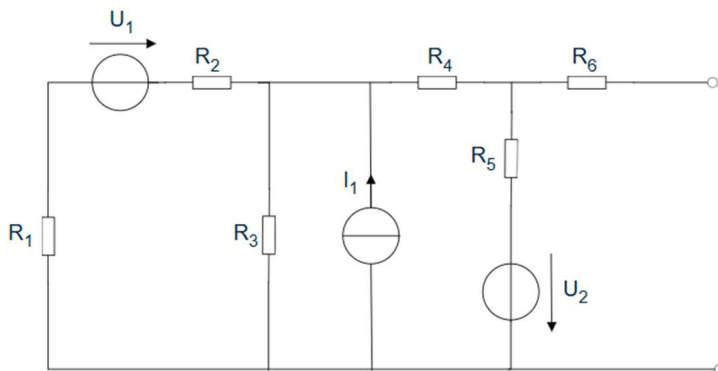 U₁
R₂
R₄
R₆
R₅
I₁
R₁
R₃
U₂